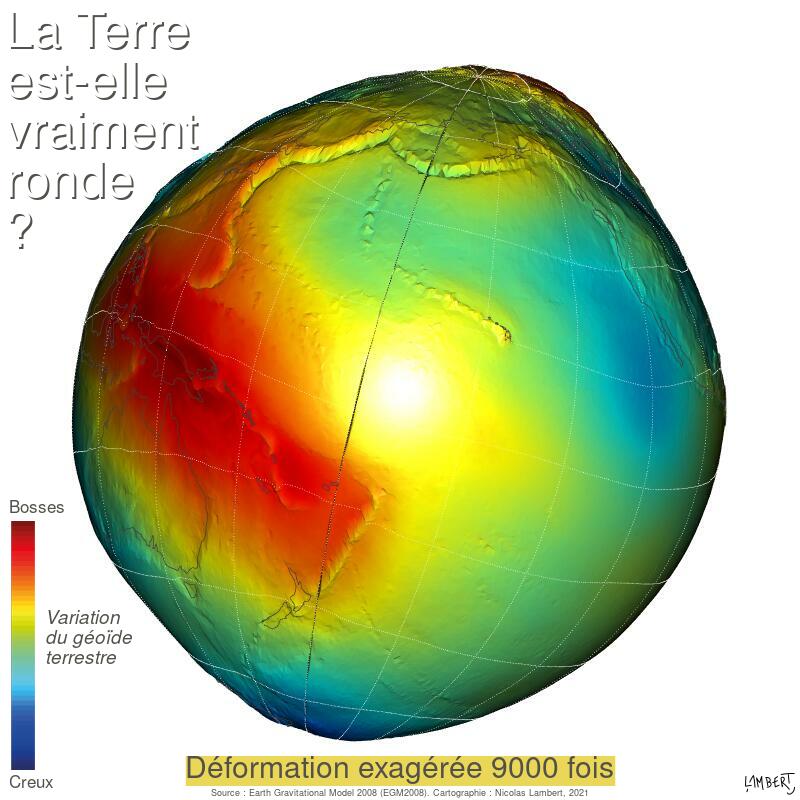 La Terre
est-elle
vraiment
ronde
?
Bosses
Variation
du géoïde
terrestre
Creux
Déformation exagérée 9000 fois
Source : Earth Gravitational Model 2008 (EGM2008). Cartographie : Nicolas Lambert, 2021
LAMBERT